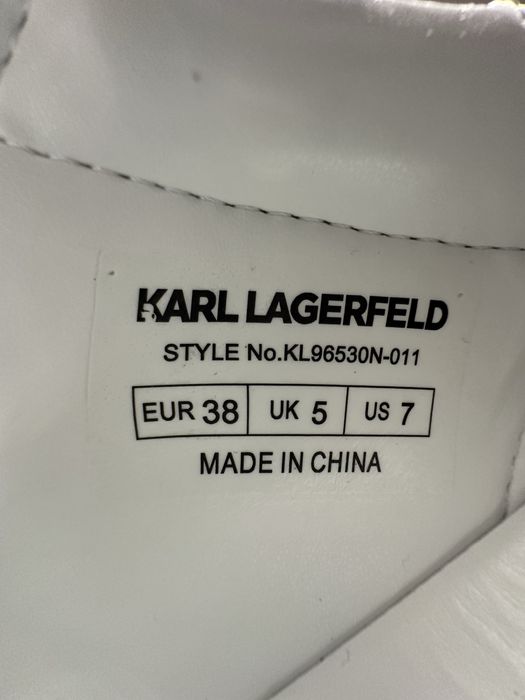 KARL LAGERFELD
STYLE No.KL96530N-011
EUR 38 UK 5 US 7
MADE IN CHINA